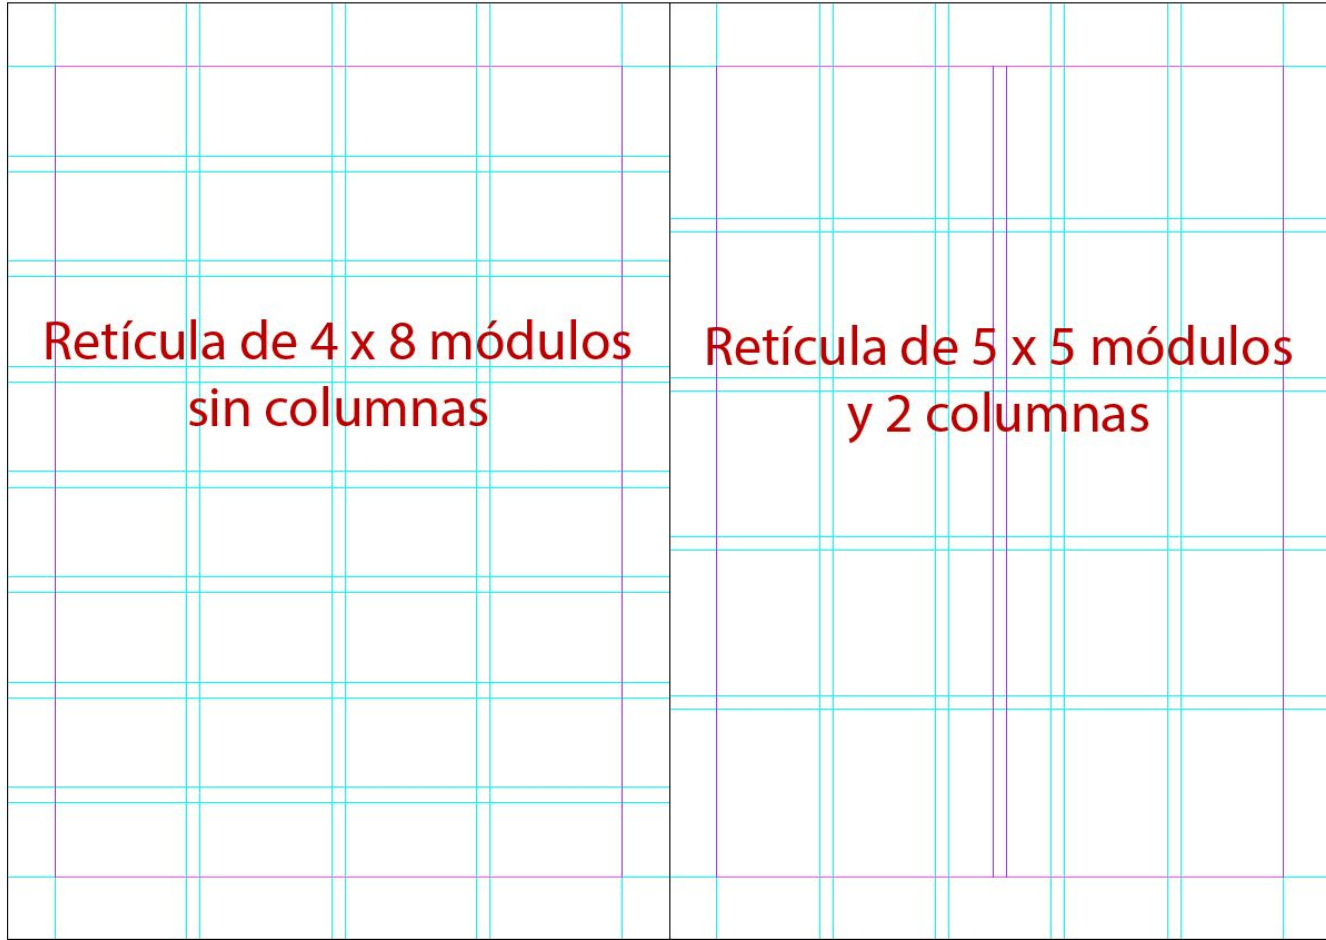 Retícula de 4 x 8 módulos
sin columnas
Retícula de 5 x 5 módulos
y 2 columnas